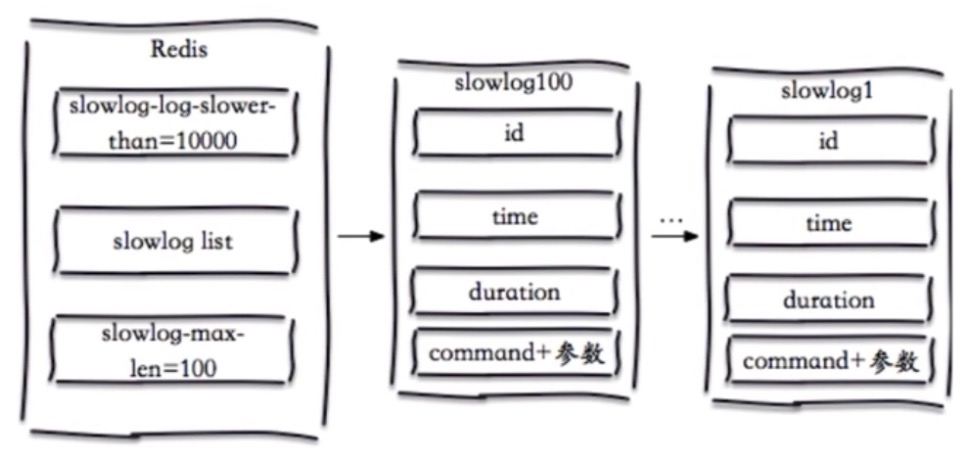 Redis
slowlog-log-slower-
than=10000
slowlog list
slowlog-max-
len=100
slowlog100
id
time
duration
command+参数
...
slowlog1
id
time
duration
command+参数